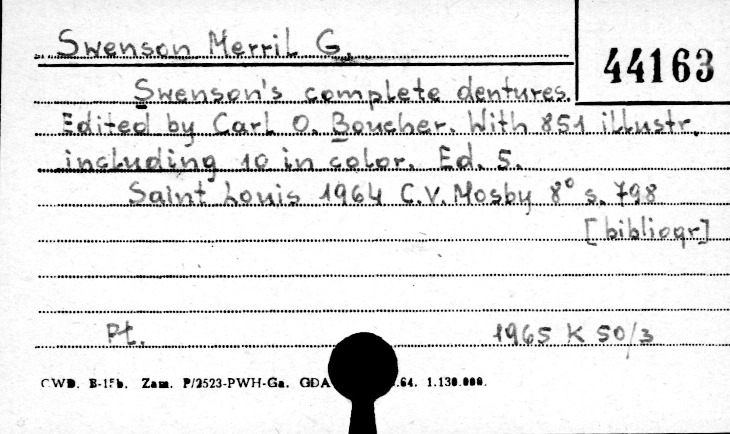 Swenson Merril G.
44163
Swenson's complete dentures.
Edited by Carl O. Boucher. With 851 illustr.
including 10 in color. Ed. 5.
Saint Louis 1964 C.V. Mosby 8° s. 798
[bibliogr]
Pt. 1965 K 50/3
CWD. B-15b. Zam. P/2523-PWH-Ga. GDA .64. 1.130.000.